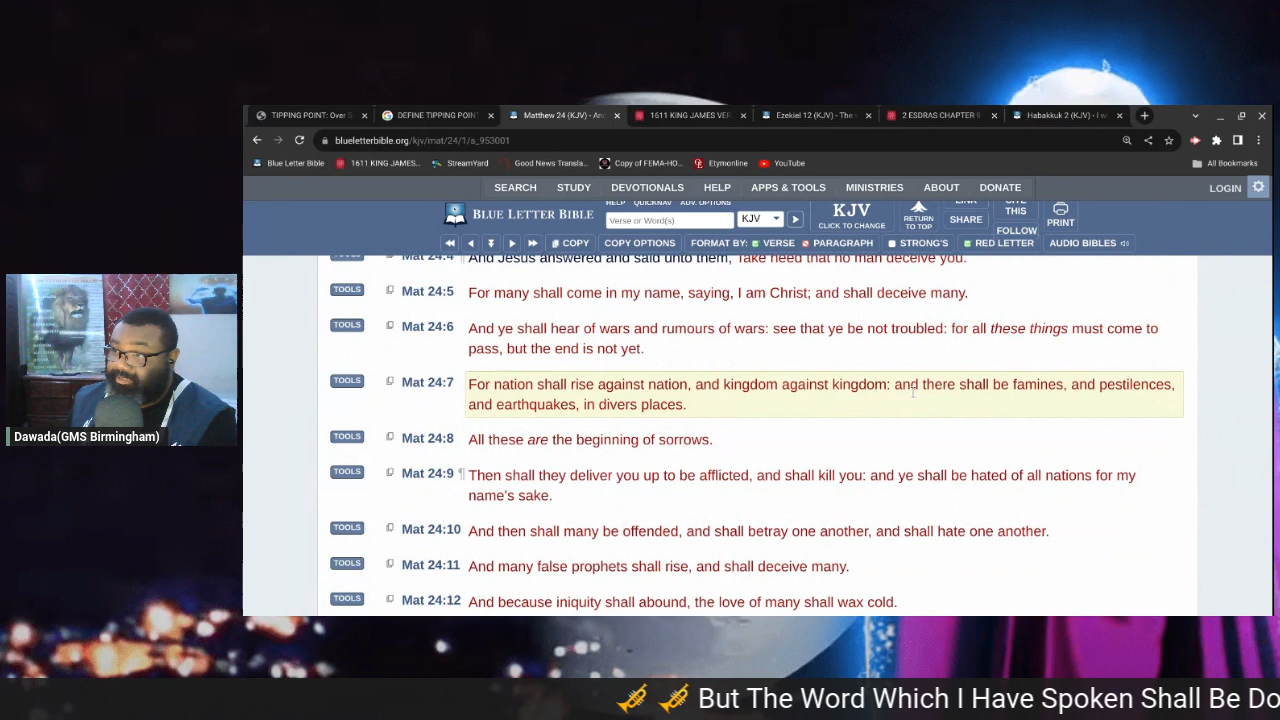 TIPPING POINT: Over
DEFINE TIPPING POIN
Matthew 24 (KJV) - An
1611 KING JAMES VER
Ezekiel 12 (KJV) - The
2 ESDRAS CHAPTER 9
Habakkuk 2 (KJV) - I w
blueletterbible.org/kjv/mat/24/1/s_953001
Blue Letter Bible
1611 KING JAMES...
StreamYard
Good News Transla...
Copy of FEMA-HO...
Etymonline
YouTube
All Bookmarks
SEARCH STUDY DEVOTIONALS HELP APPS & TOOLS MINISTRIES ABOUT DONATE
LOGIN
HELP QUICKNAV ADV. OPTIONS
BLUE LETTER BIBLE
Verse or Word(s)
KJV
KJV
CLICK TO CHANGE
RETURN
TO TOP
LINK
SHARE
CITE
THIS
FOLLOW
PRINT
COPY
COPY OPTIONS
FORMAT BY: VERSE PARAGRAPH
STRONG'S
RED LETTER
AUDIO BIBLES
TOOLS Mat 24:4 ¶ And Jesus answered and said unto them, Take heed that no man deceive you.
TOOLS Mat 24:5 For many shall come in my name, saying, I am Christ; and shall deceive many.
TOOLS Mat 24:6 And ye shall hear of wars and rumours of wars: see that ye be not troubled: for all these things must come to
pass, but the end is not yet.
TOOLS Mat 24:7 For nation shall rise against nation, and kingdom against kingdom: and there shall be famines, and pestilences,
and earthquakes, in divers places.
TOOLS Mat 24:8 All these are the beginning of sorrows.
TOOLS Mat 24:9 ¶ Then shall they deliver you up to be afflicted, and shall kill you: and ye shall be hated of all nations for my
name's sake.
TOOLS Mat 24:10 And then shall many be offended, and shall betray one another, and shall hate one another.
TOOLS Mat 24:11 And many false prophets shall rise, and shall deceive many.
TOOLS Mat 24:12 And because iniquity shall abound, the love of many shall wax cold.
Dawada(GMS Birmingham)
🎺 🎺 But The Word Which I Have Spoken Shall Be Do